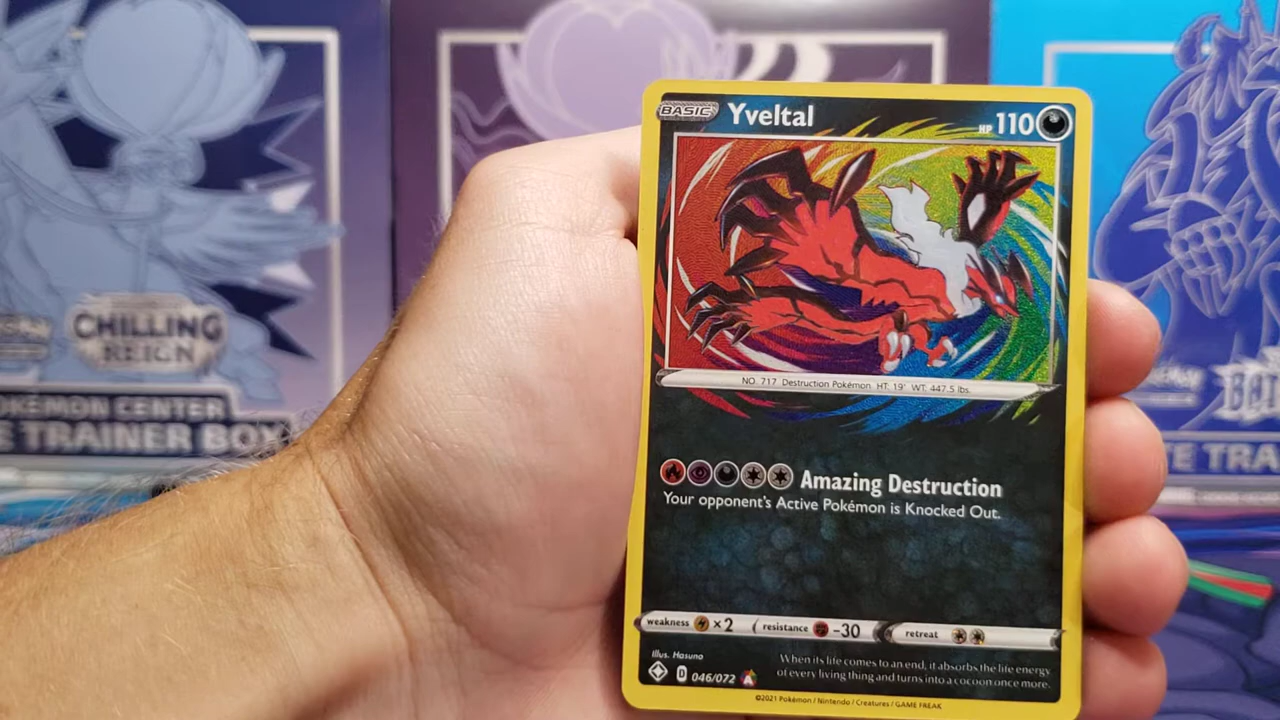 BASIC Yveltal HP 110
NO. 717 Destruction Pokémon HT: 19' WT: 447.5 lbs.
Amazing Destruction
Your opponent's Active Pokémon is Knocked Out.
weakness ×2 resistance -30 retreat
Illus. Hasuno
D 046/072 A
When its life comes to an end, it absorbs the life energy
of every living thing and turns into a cocoon once more.
©2021 Pokémon / Nintendo / Creatures / GAME FREAK
CHILLING
REIGN
POKÉMON CENTER
E TRAINER BOX
BAT
TE TRA